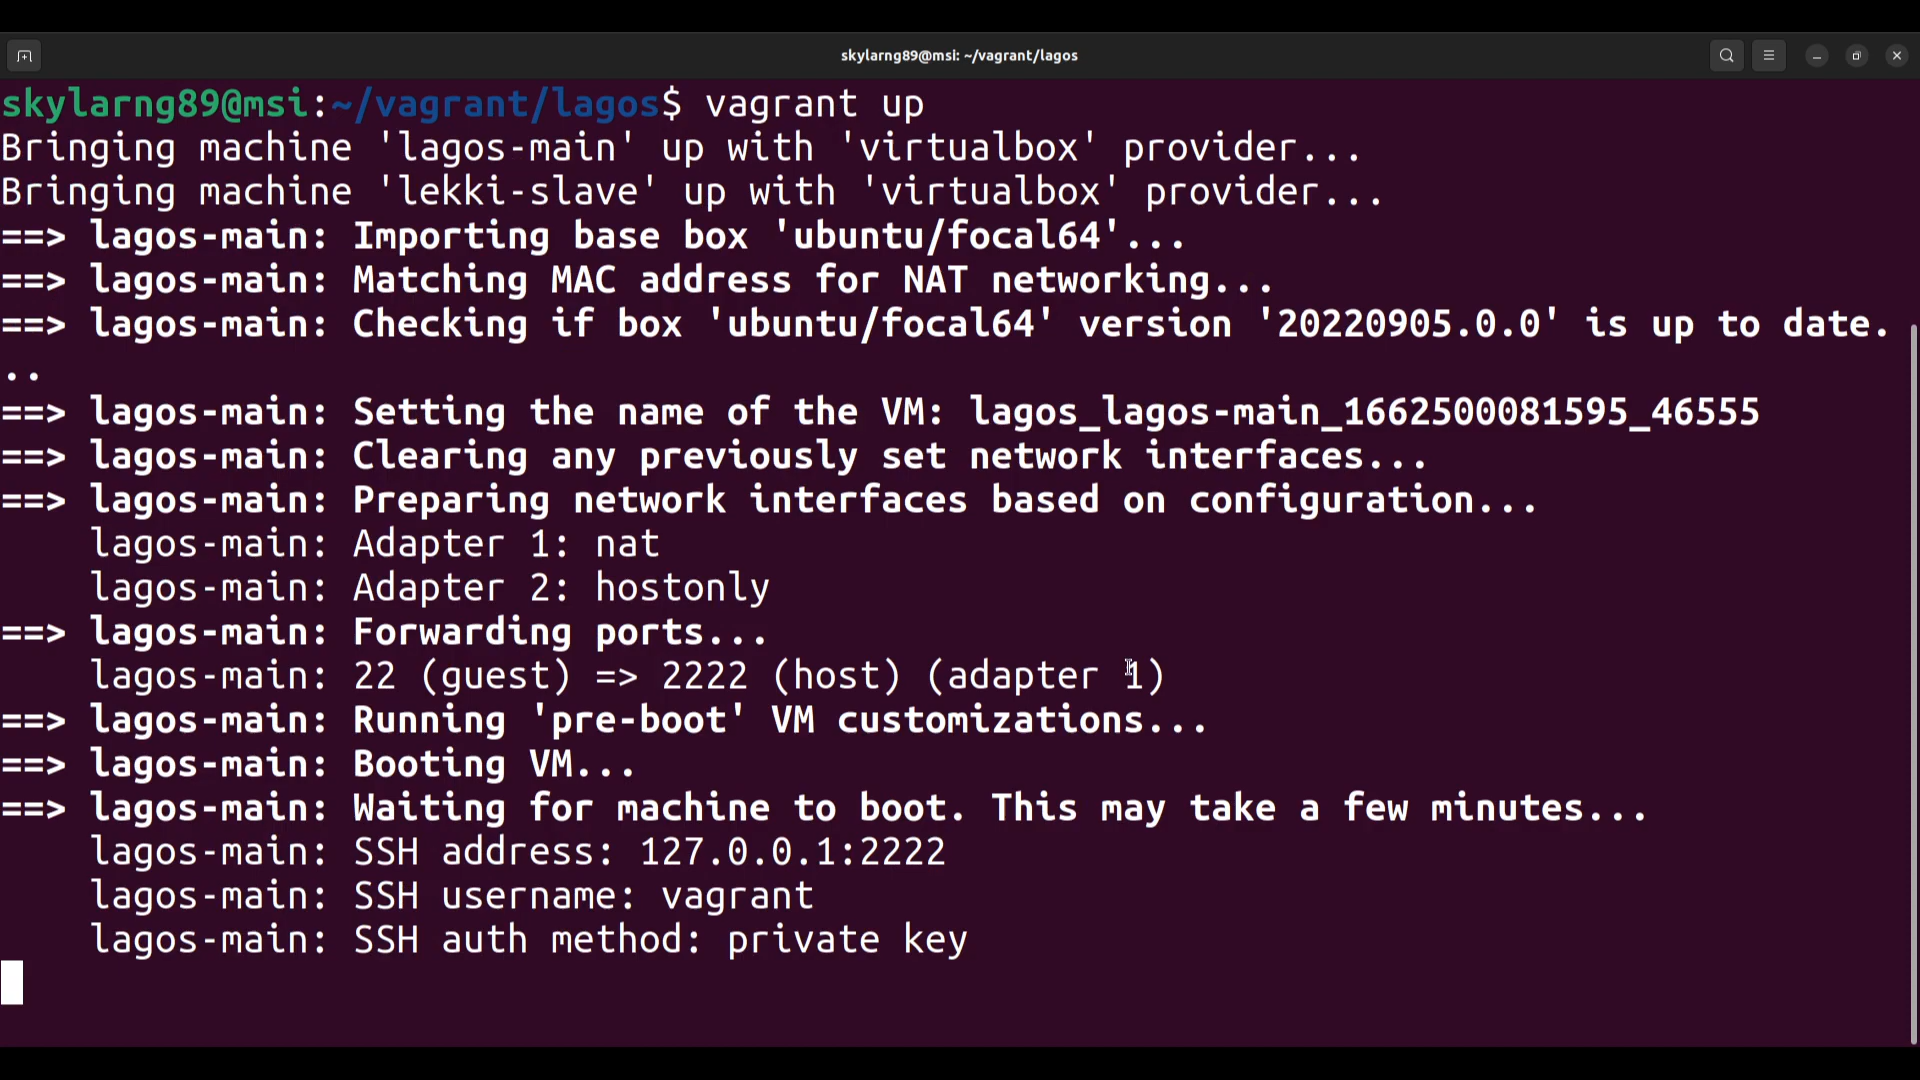 skylarng89@msi: ~/vagrant/lagos
skylarng89@msi:~/vagrant/lagos$ vagrant up
Bringing machine 'lagos-main' up with 'virtualbox' provider...
Bringing machine 'lekki-slave' up with 'virtualbox' provider...
==> lagos-main: Importing base box 'ubuntu/focal64'...
==> lagos-main: Matching MAC address for NAT networking...
==> lagos-main: Checking if box 'ubuntu/focal64' version '20220905.0.0' is up to date.
..
==> lagos-main: Setting the name of the VM: lagos_lagos-main_1662500081595_46555
==> lagos-main: Clearing any previously set network interfaces...
==> lagos-main: Preparing network interfaces based on configuration...
    lagos-main: Adapter 1: nat
    lagos-main: Adapter 2: hostonly
==> lagos-main: Forwarding ports...
    lagos-main: 22 (guest) => 2222 (host) (adapter 1)
==> lagos-main: Running 'pre-boot' VM customizations...
==> lagos-main: Booting VM...
==> lagos-main: Waiting for machine to boot. This may take a few minutes...
    lagos-main: SSH address: 127.0.0.1:2222
    lagos-main: SSH username: vagrant
    lagos-main: SSH auth method: private key